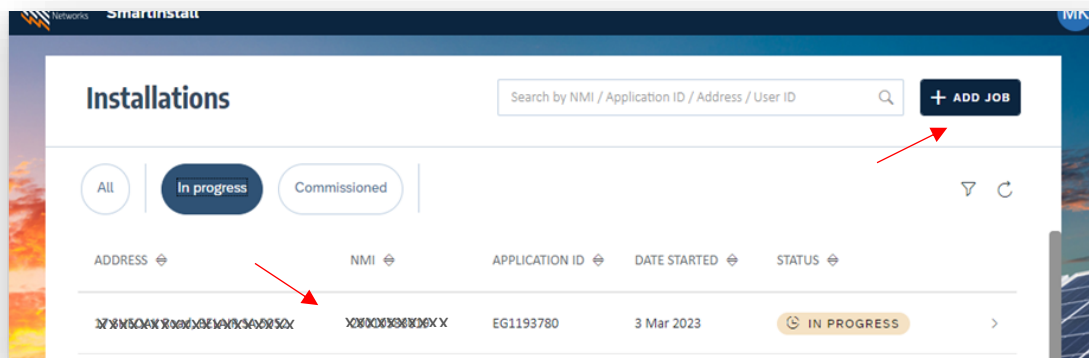 Networks SmartInstall MK
Installations
Search by NMI / Application ID / Address / User ID
+ ADD JOB
All In progress Commissioned
ADDRESS NMI APPLICATION ID DATE STARTED STATUS
EG1193780 3 Mar 2023 IN PROGRESS